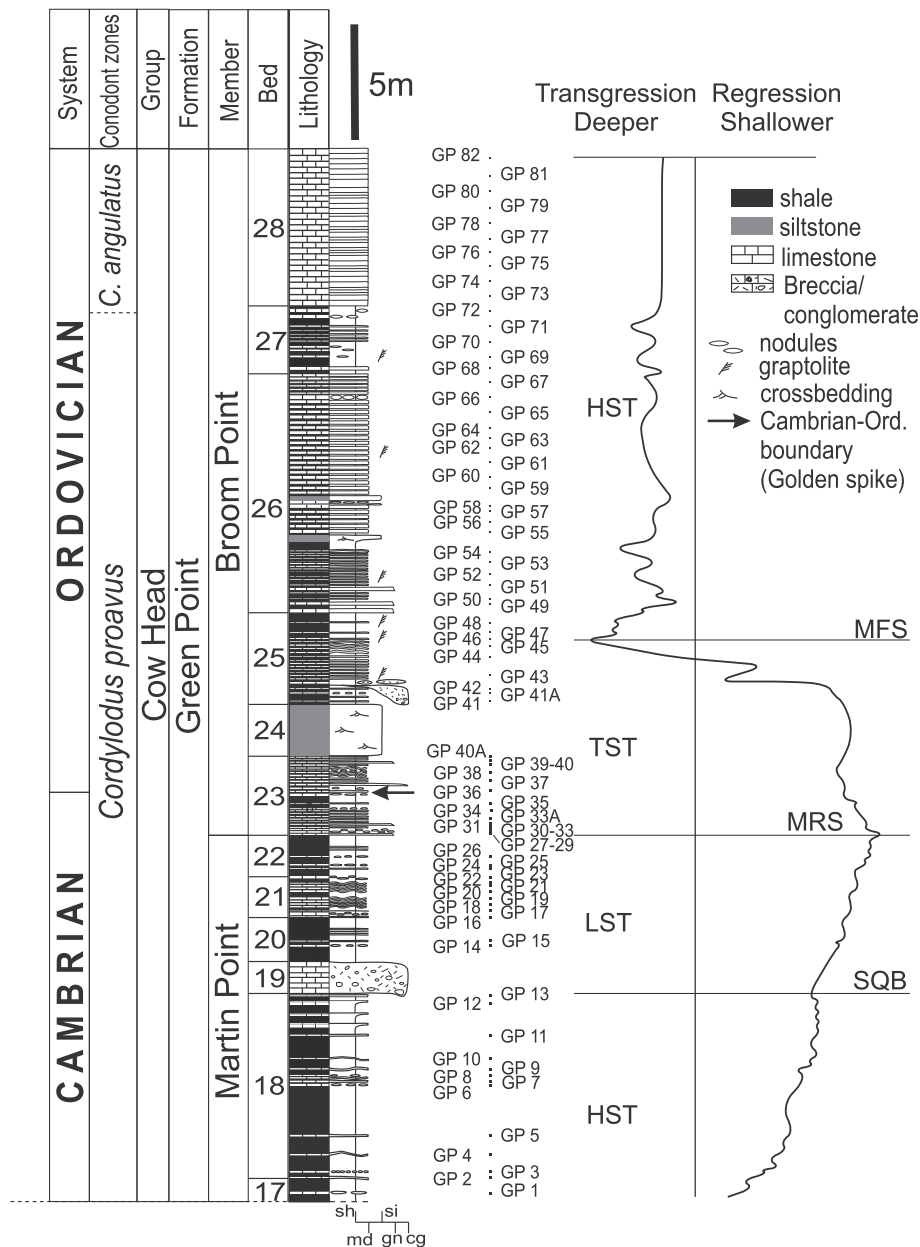 System
Conodont zones
Group
Formation
Member
Bed
Lithology
5m
Transgression
Deeper
Regression
Shallower
ORDOVICIAN
CAMBRIAN
C. angulatus
Cordylodus proavus
Cow Head
Green Point
Broom Point
Martin Point
28
27
26
25
24
23
22
21
20
19
18
17
GP 82
GP 81
GP 80
GP 79
GP 78
GP 77
GP 76
GP 75
GP 74
GP 73
GP 72
GP 71
GP 70
GP 69
GP 68
GP 67
GP 66
GP 65
GP 64
GP 63
GP 62
GP 61
GP 60
GP 59
GP 58
GP 57
GP 56
GP 55
GP 54
GP 53
GP 52
GP 51
GP 50
GP 49
GP 48
GP 47
GP 46
GP 45
GP 44
GP 43
GP 42
GP 41A
GP 41
GP 40A
GP 39-40
GP 38
GP 37
GP 36
GP 35
GP 34
GP 33A
GP 31
GP 30-33
GP 27-29
GP 26
GP 25
GP 24
GP 23
GP 22
GP 21
GP 20
GP 19
GP 18
GP 17
GP 16
GP 15
GP 14
GP 13
GP 12
GP 11
GP 10
GP 9
GP 8
GP 7
GP 6
GP 5
GP 4
GP 3
GP 2
GP 1
HST
MFS
TST
MRS
LST
SQB
HST
shale
siltstone
limestone
Breccia/
conglomerate
nodules
graptolite
crossbedding
Cambrian-Ord.
boundary
(Golden spike)
sh si
md gn cg